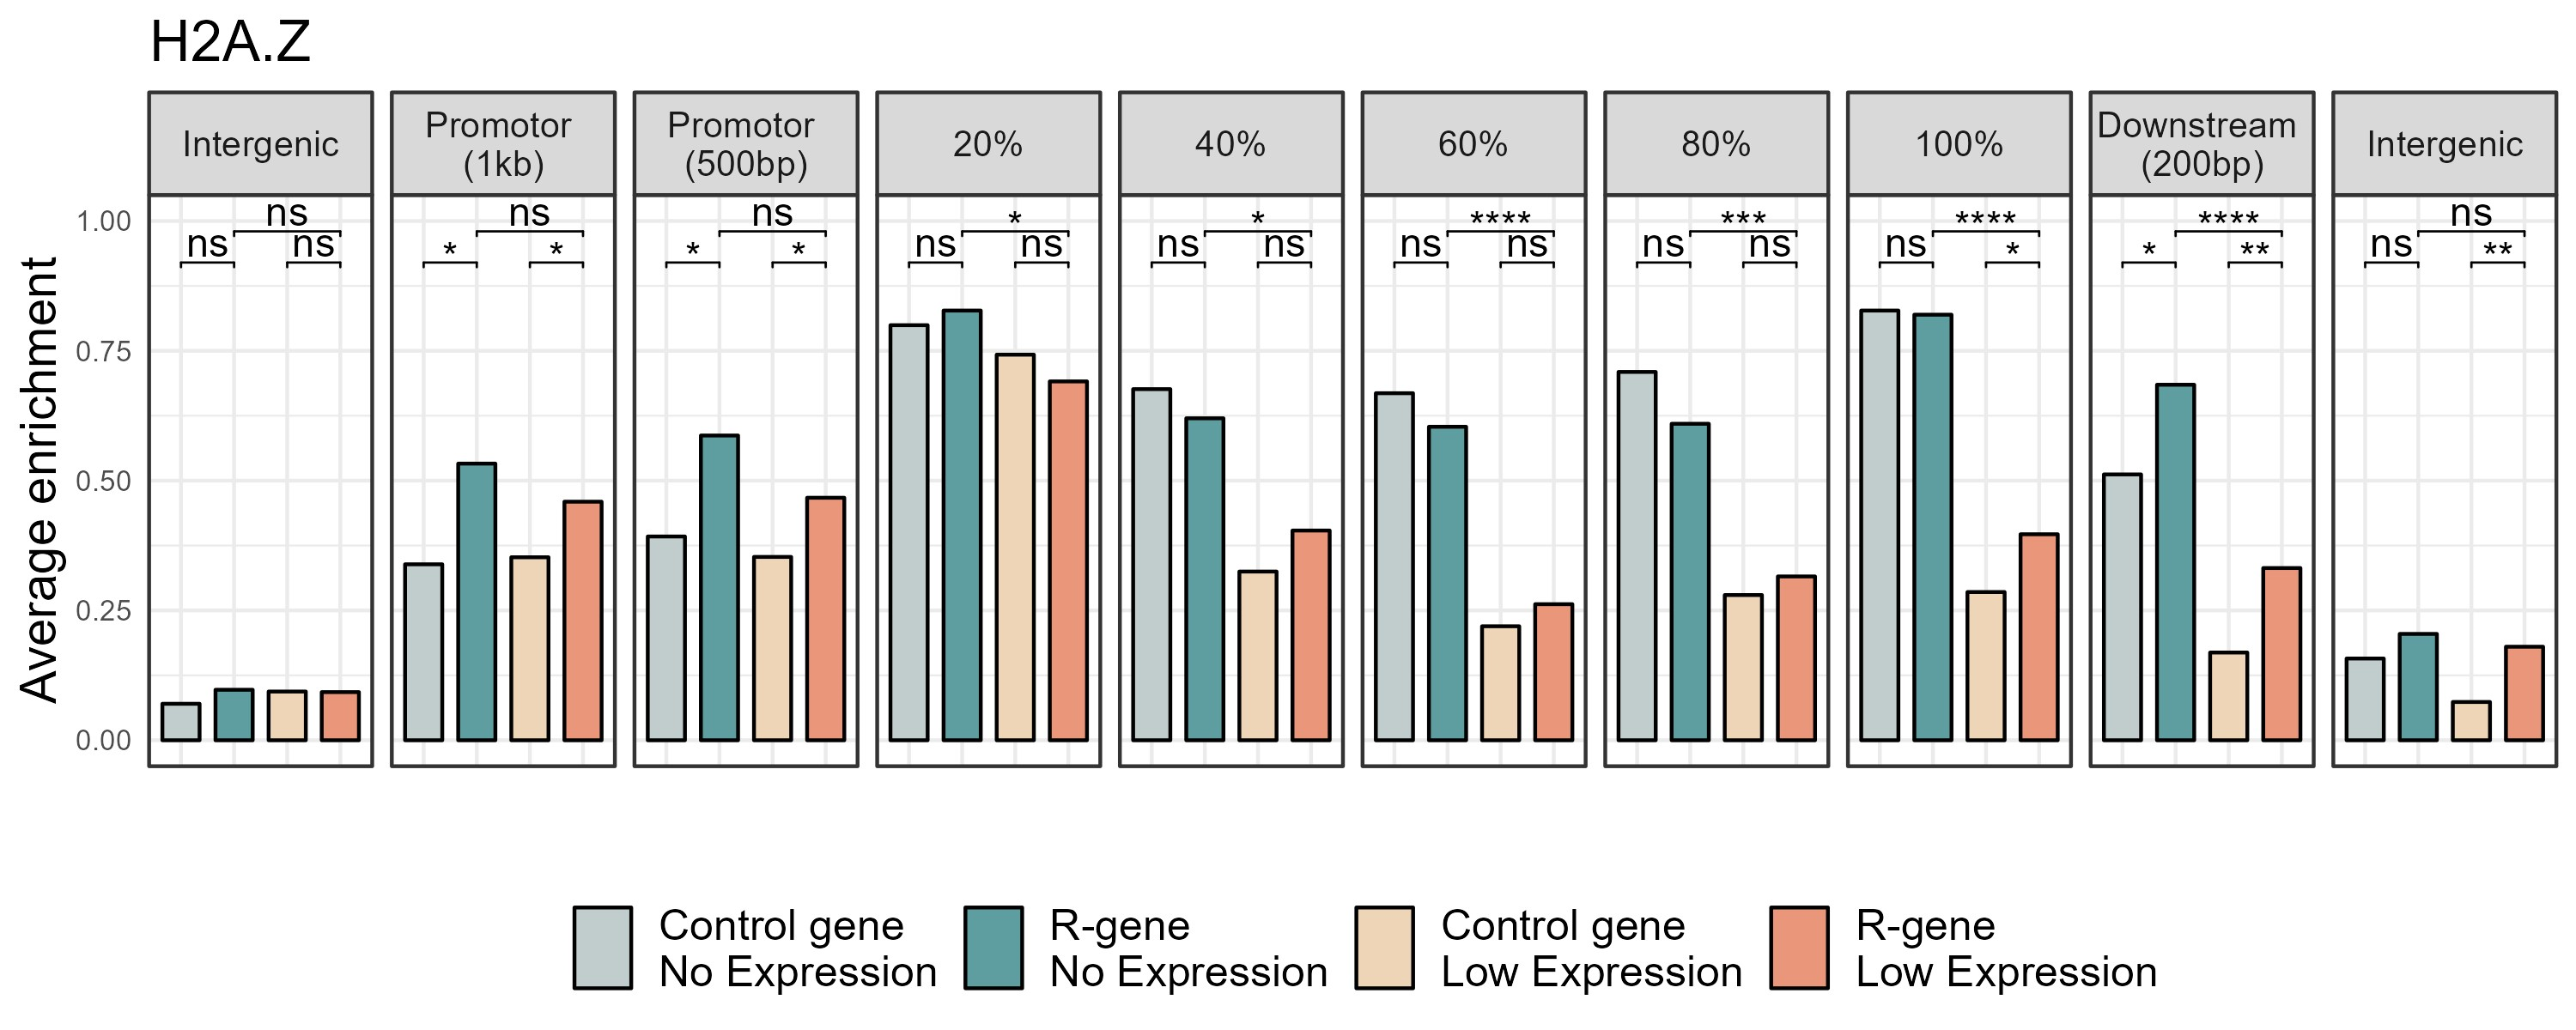 H2A.Z
Intergenic
Promotor
(1kb)
Promotor
(500bp)
20%
40%
60%
80%
100%
Downstream
(200bp)
Intergenic
Average enrichment
1.00
0.75
0.50
0.25
0.00
ns
ns
ns
ns
*
*
ns
*
*
*
ns
ns
*
ns
ns
****
ns
ns
***
ns
ns
****
ns
*
****
*
**
ns
ns
**
Control gene
No Expression
R-gene
No Expression
Control gene
Low Expression
R-gene
Low Expression